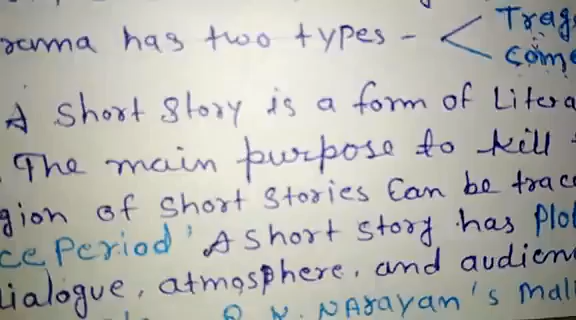 rama has two types - < Trag
Com
A Short Story is a form of Litera
The main purpose to kill
gion of Short Stories Can be trac
ce Period' A Short Story has Plo
ialogue, atmosphere, and audien
R. K. NArayan's Mal